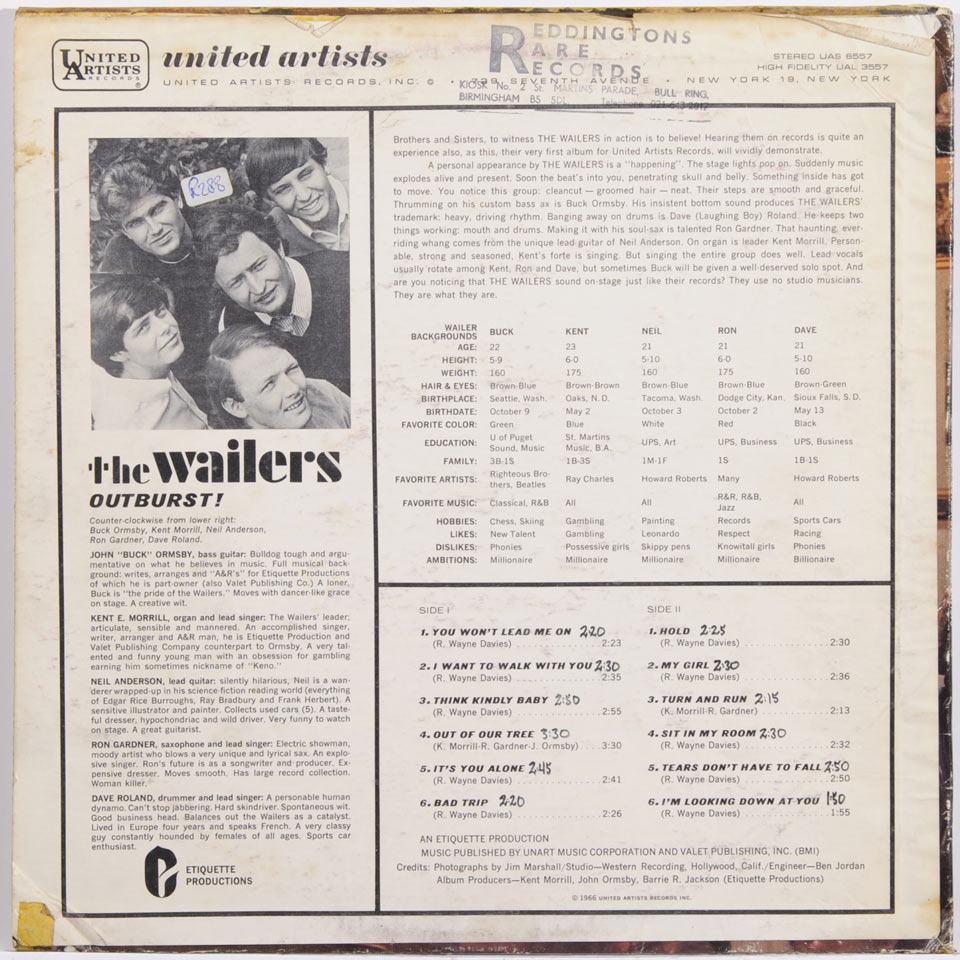 UNITED ARTISTS RECORDS ®
united artists
UNITED ARTISTS RECORDS, INC. ® • 729 SEVENTH AVENUE • NEW YORK 19, NEW YORK
REDDINGTONS
RARE
RECORDS
KIOSK No. 2 St. MARTINS PARADE, BULL RING,
BIRMINGHAM B5 5DL. Telephone 021-643 2017
STEREO UAS 6557
HIGH FIDELITY UAL 3557
R288
the wailers
OUTBURST!
Counter-clockwise from lower right:
Buck Ormsby, Kent Morrill, Neil Anderson,
Ron Gardner, Dave Roland.
JOHN "BUCK" ORMSBY, bass guitar: Bulldog tough and argu-
mentative on what he believes in music. Full musical back-
ground: writes, arranges and "A&R's" for Etiquette Productions
of which he is part-owner (also Valet Publishing Co.) A loner,
Buck is "the pride of the Wailers." Moves with dancer-like grace
on stage. A creative wit.
KENT E. MORRILL, organ and lead singer: The Wailers' leader,
articulate, sensible and mannered. An accomplished singer,
writer, arranger and A&R man, he is Etiquette Production and
Valet Publishing Company counterpart to Ormsby. A very tal-
ented and funny young man with an obsession for gambling
earning him sometimes nickname of "Keno."
NEIL ANDERSON, lead guitar: silently hilarious, Neil is a wan-
derer wrapped-up in his science-fiction reading world (everything
of Edgar Rice Burroughs, Ray Bradbury and Frank Herbert). A
sensitive illustrator and painter. Collects used cars (5). A taste-
ful dresser, hypochondriac and wild driver. Very funny to watch
on stage. A great guitarist.
RON GARDNER, saxophone and lead singer: Electric showman,
moody artist who blows a very unique and lyrical sax. An explo-
sive singer. Ron's future is as a songwriter and producer. Ex-
pensive dresser. Moves smooth. Has large record collection.
Woman killer.
DAVE ROLAND, drummer and lead singer: A personable human
dynamo. Can't stop jabbering. Hard skindriver. Spontaneous wit.
Good business head. Balances out the Wailers as a catalyst.
Lived in Europe four years and speaks French. A very classy
guy constantly hounded by females of all ages. Sports car
enthusiast.
ETIQUETTE
PRODUCTIONS
Brothers and Sisters, to witness THE WAILERS in action is to believe! Hearing them on records is quite an
experience also, as this, their very first album for United Artists Records, will vividly demonstrate.
A personal appearance by THE WAILERS is a "happening". The stage lights pop on. Suddenly music
explodes alive and present. Soon the beat's into you, penetrating skull and belly. Something inside has got
to move. You notice this group: cleancut — groomed hair — neat. Their steps are smooth and graceful.
Thrumming on his custom bass ax is Buck Ormsby. His insistent bottom sound produces THE WAILERS'
trademark: heavy, driving rhythm. Banging away on drums is Dave (Laughing Boy) Roland. He keeps two
things working: mouth and drums. Making it with his soul-sax is talented Ron Gardner. That haunting, ever-
riding whang comes from the unique lead guitar of Neil Anderson. On organ is leader Kent Morrill. Person-
able, strong and seasoned, Kent's forte is singing. But singing the entire group does well. Lead vocals
usually rotate among Kent, Ron and Dave, but sometimes Buck will be given a well-deserved solo spot. And
are you noticing that THE WAILERS sound on-stage just like their records? They use no studio musicians.
They are what they are.
WAILER BACKGROUNDS BUCK KENT NEIL RON DAVE
AGE: 22 23 21 21 21
HEIGHT: 5-9 6-0 5-10 6-0 5-10
WEIGHT: 160 175 160 175 160
HAIR & EYES: Brown-Blue Brown-Brown Brown-Blue Brown-Blue Brown-Green
BIRTHPLACE: Seattle, Wash. Oaks, N.D. Tacoma, Wash. Dodge City, Kan. Sioux Falls, S.D.
BIRTHDATE: October 9 May 2 October 3 October 2 May 13
FAVORITE COLOR: Green Blue White Red Black
EDUCATION: U of Puget Sound, Music St. Martins Music, B.A. UPS, Art UPS, Business UPS, Business
FAMILY: 3B-1S 1B-3S 1M-1F 1S 1B-1S
FAVORITE ARTISTS: Righteous Bro-thers, Beatles Ray Charles Howard Roberts Many Howard Roberts
FAVORITE MUSIC: Classical, R&B All All R&R, R&B, Jazz All
HOBBIES: Chess, Skiing Gambling Painting Records Sports Cars
LIKES: New Talent Gambling Leonardo Respect Racing
DISLIKES: Phonies Possessive girls Skippy pens Knowitall girls Phonies
AMBITIONS: Millionaire Millionaire Millionaire Millionaire Billionaire
SIDE I
1. YOU WON'T LEAD ME ON 2·20
(R. Wayne Davies) 2:23
2. I WANT TO WALK WITH YOU 2·30
(R. Wayne Davies) 2:35
3. THINK KINDLY BABY 2:50
(R. Wayne Davies) 2:55
4. OUT OF OUR TREE 3·30
(K. Morrill-R. Gardner-J. Ormsby) 3:30
5. IT'S YOU ALONE 2·45
(R. Wayne Davies) 2:41
6. BAD TRIP 2·20
(R. Wayne Davies) 2:26
SIDE II
1. HOLD 2·25
(R. Wayne Davies) 2:30
2. MY GIRL 2·30
(R. Wayne Davies) 2:36
3. TURN AND RUN 2·15
(K. Morrill-R. Gardner) 2:13
4. SIT IN MY ROOM 2·30
(R. Wayne Davies) 2:32
5. TEARS DON'T HAVE TO FALL 2·50
(R. Wayne Davies) 2:50
6. I'M LOOKING DOWN AT YOU 1·50
(R. Wayne Davies) 1:55
AN ETIQUETTE PRODUCTION
MUSIC PUBLISHED BY UNART MUSIC CORPORATION AND VALET PUBLISHING, INC. (BMI)
Credits: Photographs by Jim Marshall/Studio—Western Recording, Hollywood, Calif./Engineer—Ben Jordan
Album Producers—Kent Morrill, John Ormsby, Barrie R. Jackson (Etiquette Productions)
© 1966 UNITED ARTISTS RECORDS INC.